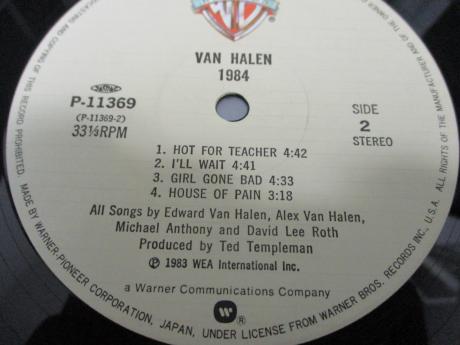 VAN HALEN
1984
P-11369
(P-11369-2)
33⅓RPM
SIDE
2
STEREO
1. HOT FOR TEACHER 4:42
2. I'LL WAIT 4:41
3. GIRL GONE BAD 4:33
4. HOUSE OF PAIN 3:18
All Songs by Edward Van Halen, Alex Van Halen,
Michael Anthony and David Lee Roth
Produced by Ted Templeman
℗ 1983 WEA International Inc.
a Warner Communications Company
®
MADE BY WARNER-PIONEER CORPORATION, JAPAN, UNDER LICENSE FROM WARNER BROS. RECORDS INC., U.S.A. ALL RIGHTS OF THE MANUFACTURER AND OF THE OWNER
COPYING OF THIS RECORD PROHIBITED.